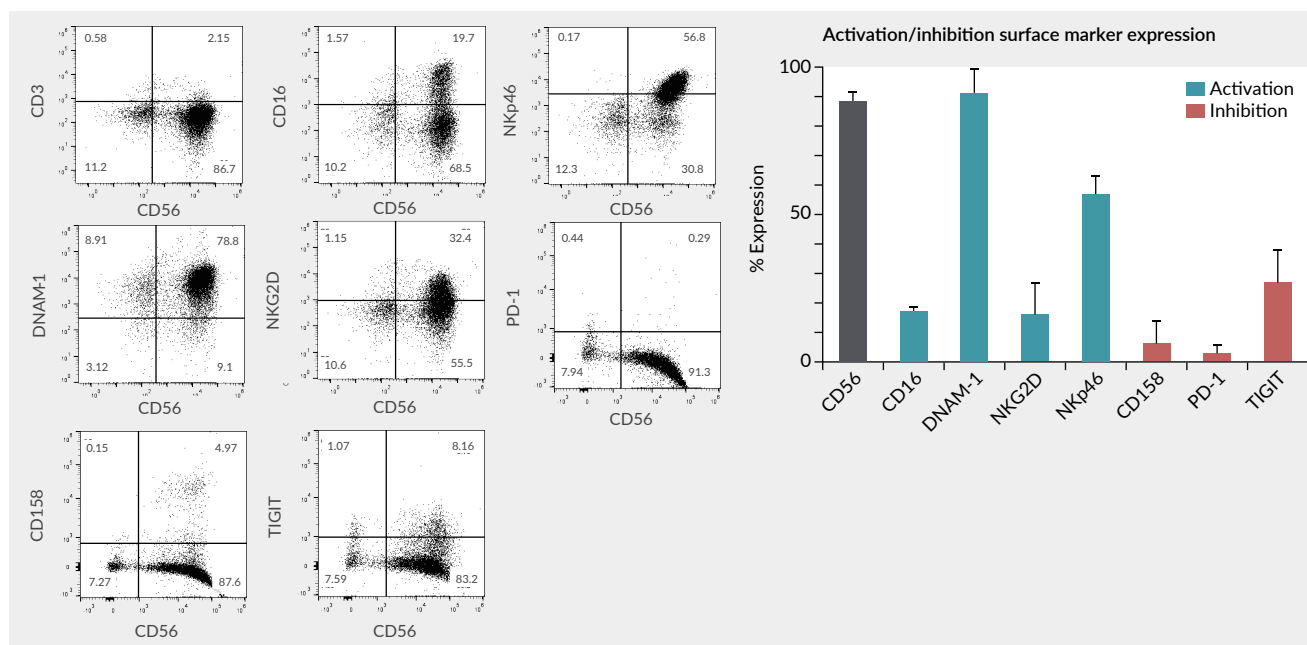 0.58 2.15
CD3
11.2 86.7
CD56
1.57 19.7
CD16
10.2 68.5
CD56
0.17 56.8
NKp46
12.3 30.8
CD56
8.91 78.8
DNAM-1
3.12 9.1
CD56
1.15 32.4
NKG2D
10.6 55.5
CD56
0.44 0.29
PD-1
7.94 91.3
CD56
0.15 4.97
CD158
7.27 87.6
CD56
1.07 8.16
TIGIT
7.59 83.2
CD56
Activation/inhibition surface marker expression
100
50
0
% Expression
Activation
Inhibition
CD56 CD16 DNAM-1 NKG2D NKp46 CD158 PD-1 TIGIT